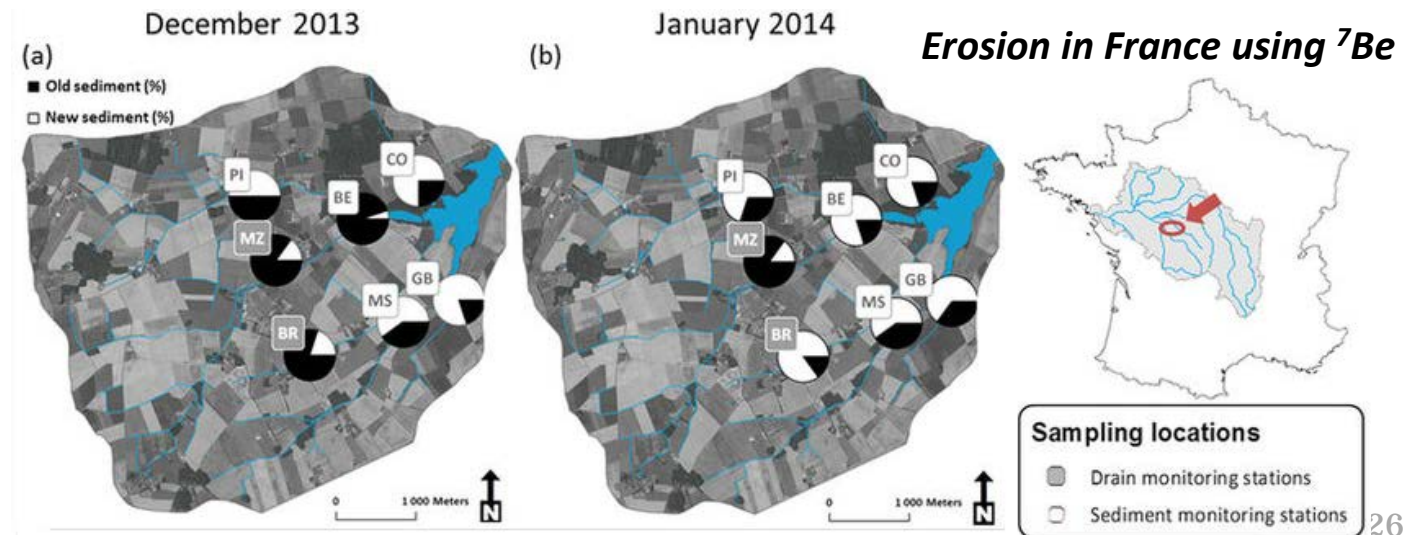 December 2013
January 2014
Erosion in France using ⁷Be
(a)
Old sediment (%)
New sediment (%)
PI
CO
BE
MZ
GB
MS
BR
0 1 000 Meters
N
(b)
PI
CO
BE
MZ
GB
MS
BR
0 1 000 Meters
N
Sampling locations
Drain monitoring stations
Sediment monitoring stations
26